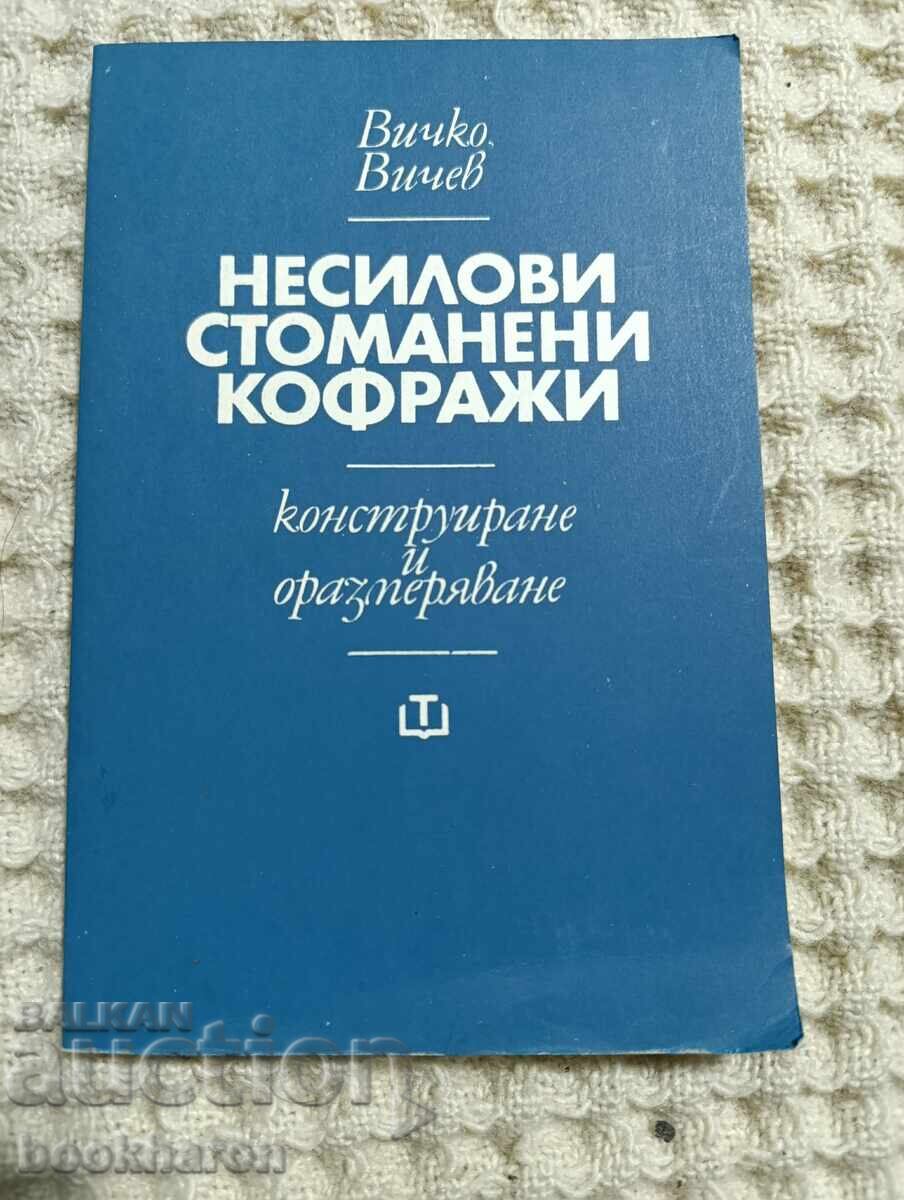 Вичко
Вичев
НЕСИЛОВИ
СТОМАНЕНИ
КОФРАЖИ
конструиране
и
оразмеряване
Т
BALKAN
auction
bookharon